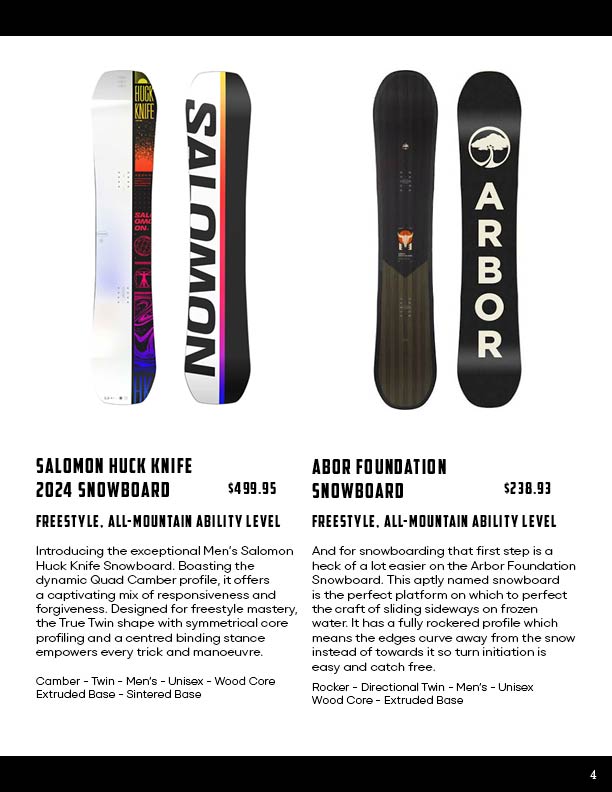 HUCK
KNIFE
SALOMON
SAL
OMO
ON.
ARBOR
SALOMON HUCK KNIFE
2024 SNOWBOARD
$499.95
FREESTYLE, ALL-MOUNTAIN ABILITY LEVEL
Introducing the exceptional Men's Salomon
Huck Knife Snowboard. Boasting the
dynamic Quad Camber profile, it offers
a captivating mix of responsiveness and
forgiveness. Designed for freestyle mastery,
the True Twin shape with symmetrical core
profiling and a centred binding stance
empowers every trick and manoeuvre.
Camber - Twin - Men's - Unisex - Wood Core
Extruded Base - Sintered Base
ABOR FOUNDATION
SNOWBOARD
$238.93
FREESTYLE, ALL-MOUNTAIN ABILITY LEVEL
And for snowboarding that first step is a
heck of a lot easier on the Arbor Foundation
Snowboard. This aptly named snowboard
is the perfect platform on which to perfect
the craft of sliding sideways on frozen
water. It has a fully rockered profile which
means the edges curve away from the snow
instead of towards it so turn initiation is
easy and catch free.
Rocker - Directional Twin - Men's - Unisex
Wood Core - Extruded Base
4